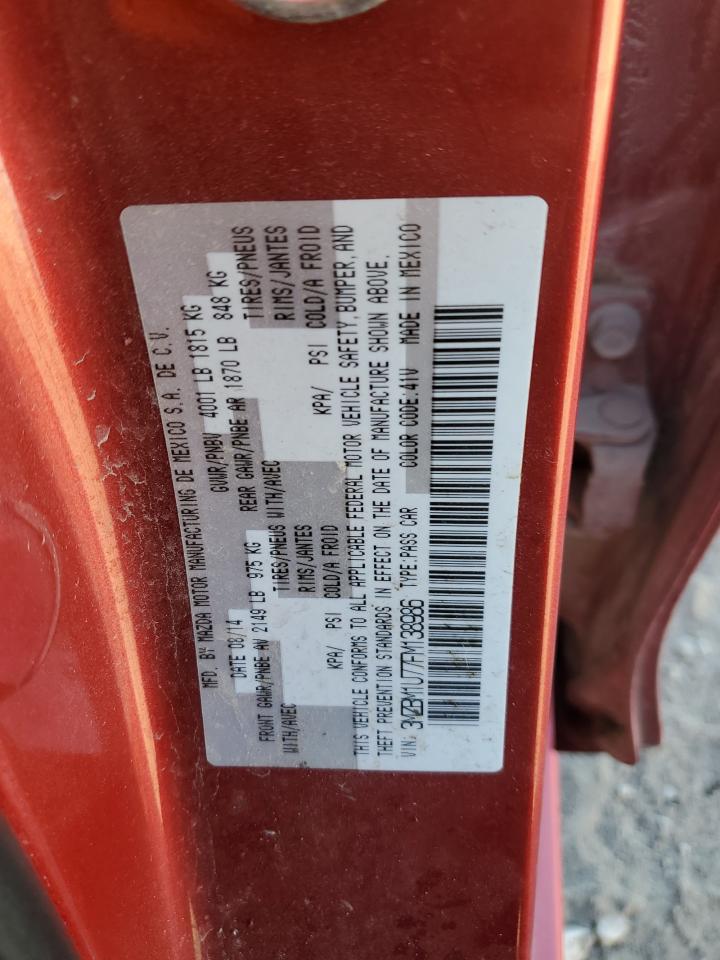 MFD. BY: MAZDA MOTOR MANUFACTURING DE MEXICO S.A. DE C.V.
DATE 08/14 GVWR/PNBV 4001 LB 1815 KG
FRONT GAWR/PNBE AV 2149 LB 975 KG REAR GAWR/PNBE AR 1870 LB 848 KG
WITH/AVEC TIRES/PNEUS WITH/AVEC TIRES/PNEUS
RIMS/JANTES RIMS/JANTES
KPA/ PSI COLD/A FROID KPA/ PSI COLD/A FROID
THIS VEHICLE CONFORMS TO ALL APPLICABLE FEDERAL MOTOR VEHICLE SAFETY, BUMPER, AND
THEFT PREVENTION STANDARDS IN EFFECT ON THE DATE OF MANUFACTURE SHOWN ABOVE.
VIN: 3MZBM1U77FM138986 TYPE:PASS CAR COLOR CODE:41V MADE IN MEXICO